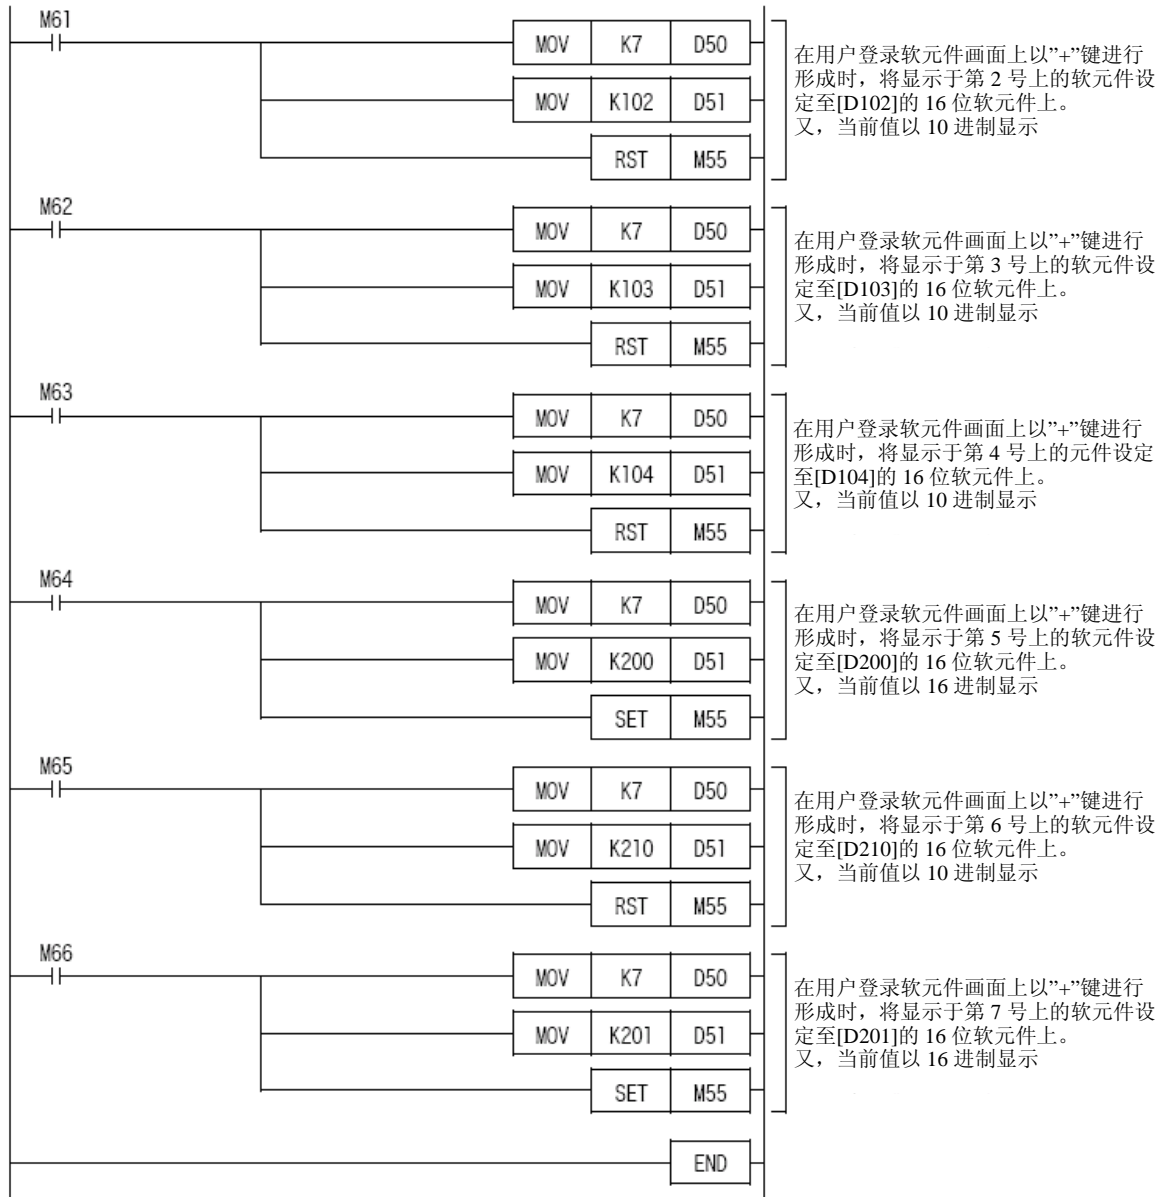 M61
MOV K7 D50
MOV K102 D51
RST M55
在用户登录软元件画面上以”+”键进行
形成时，将显示于第 2 号上的软元件设
定至[D102]的 16 位软元件上。
又，当前值以 10 进制显示
M62
MOV K7 D50
MOV K103 D51
RST M55
在用户登录软元件画面上以”+”键进行
形成时，将显示于第 3 号上的软元件设
定至[D103]的 16 位软元件上。
又，当前值以 10 进制显示
M63
MOV K7 D50
MOV K104 D51
RST M55
在用户登录软元件画面上以”+”键进行
形成时，将显示于第 4 号上的元件设定
至[D104]的 16 位软元件上。
又，当前值以 10 进制显示
M64
MOV K7 D50
MOV K200 D51
SET M55
在用户登录软元件画面上以”+”键进行
形成时，将显示于第 5 号上的软元件设
定至[D200]的 16 位软元件上。
又，当前值以 16 进制显示
M65
MOV K7 D50
MOV K210 D51
RST M55
在用户登录软元件画面上以”+”键进行
形成时，将显示于第 6 号上的软元件设
定至[D210]的 16 位软元件上。
又，当前值以 10 进制显示
M66
MOV K7 D50
MOV K201 D51
SET M55
在用户登录软元件画面上以”+”键进行
形成时，将显示于第 7 号上的软元件设
定至[D201]的 16 位软元件上。
又，当前值以 16 进制显示
END